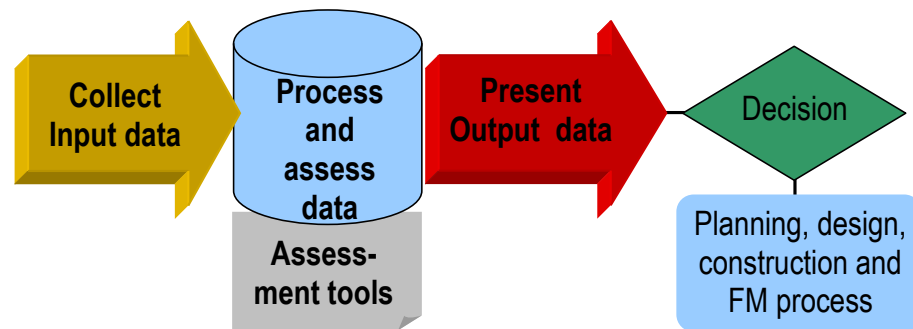 Collect
Input data
Process
and
assess
data
Assess-
ment tools
Present
Output data
Decision
Planning, design,
construction and
FM process